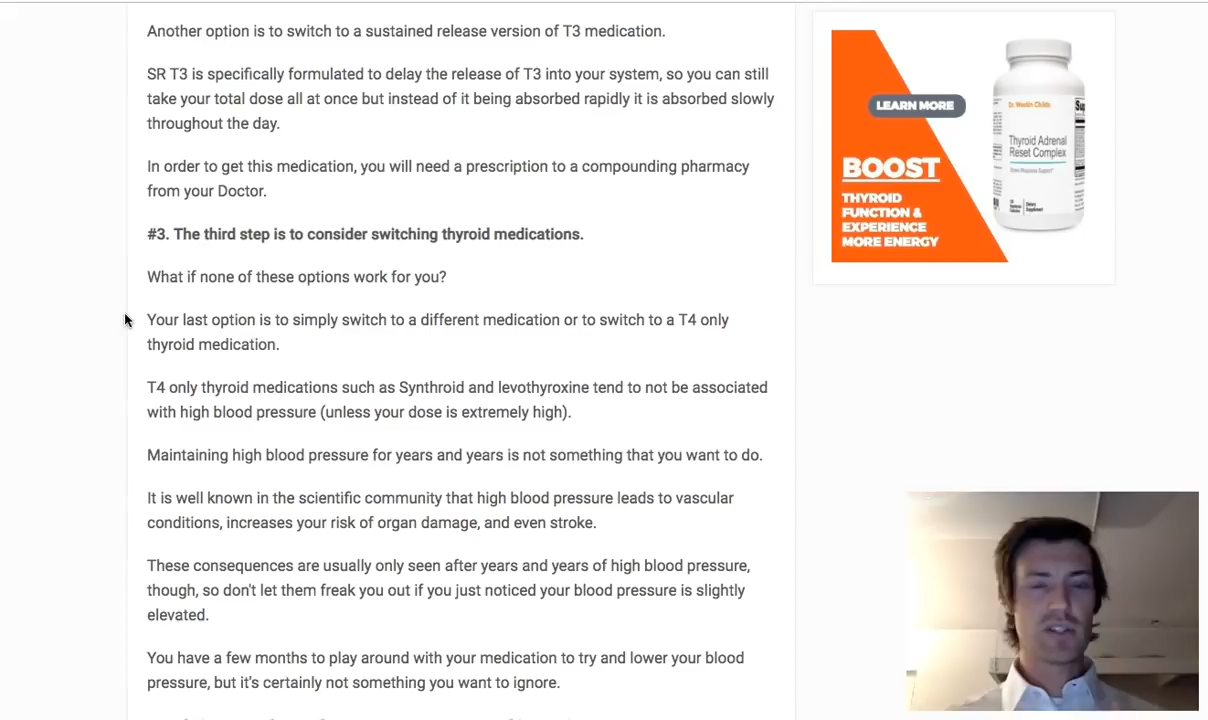 Another option is to switch to a sustained release version of T3 medication.
SR T3 is specifically formulated to delay the release of T3 into your system, so you can still
take your total dose all at once but instead of it being absorbed rapidly it is absorbed slowly
throughout the day.
In order to get this medication, you will need a prescription to a compounding pharmacy
from your Doctor.
#3. The third step is to consider switching thyroid medications.
What if none of these options work for you?
Your last option is to simply switch to a different medication or to switch to a T4 only
thyroid medication.
T4 only thyroid medications such as Synthroid and levothyroxine tend to not be associated
with high blood pressure (unless your dose is extremely high).
Maintaining high blood pressure for years and years is not something that you want to do.
It is well known in the scientific community that high blood pressure leads to vascular
conditions, increases your risk of organ damage, and even stroke.
These consequences are usually only seen after years and years of high blood pressure,
though, so don't let them freak you out if you just noticed your blood pressure is slightly
elevated.
You have a few months to play around with your medication to try and lower your blood
pressure, but it's certainly not something you want to ignore.
LEARN MORE
BOOST
THYROID
FUNCTION &
EXPERIENCE
MORE ENERGY
Dr. Westin Childs
Thyroid Adrenal
Reset Complex